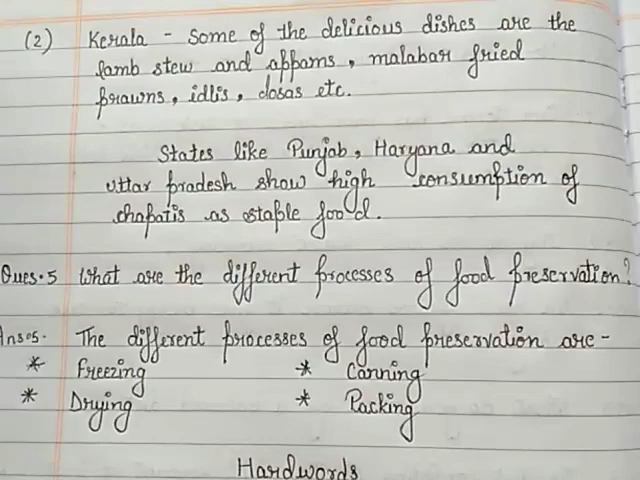 (2) Kerala - Some of the delicious dishes are the
lamb stew and appams, malabar fried
prawns, idlis, dosas etc.
States like Punjab, Haryana and
Uttar pradesh show high consumption of
chapatis as staple food.
Ques.5 What are the different processes of food preservation?
Ans.5. The different processes of food preservation are-
* Freezing * Canning
* Drying * Packing
Hardwords